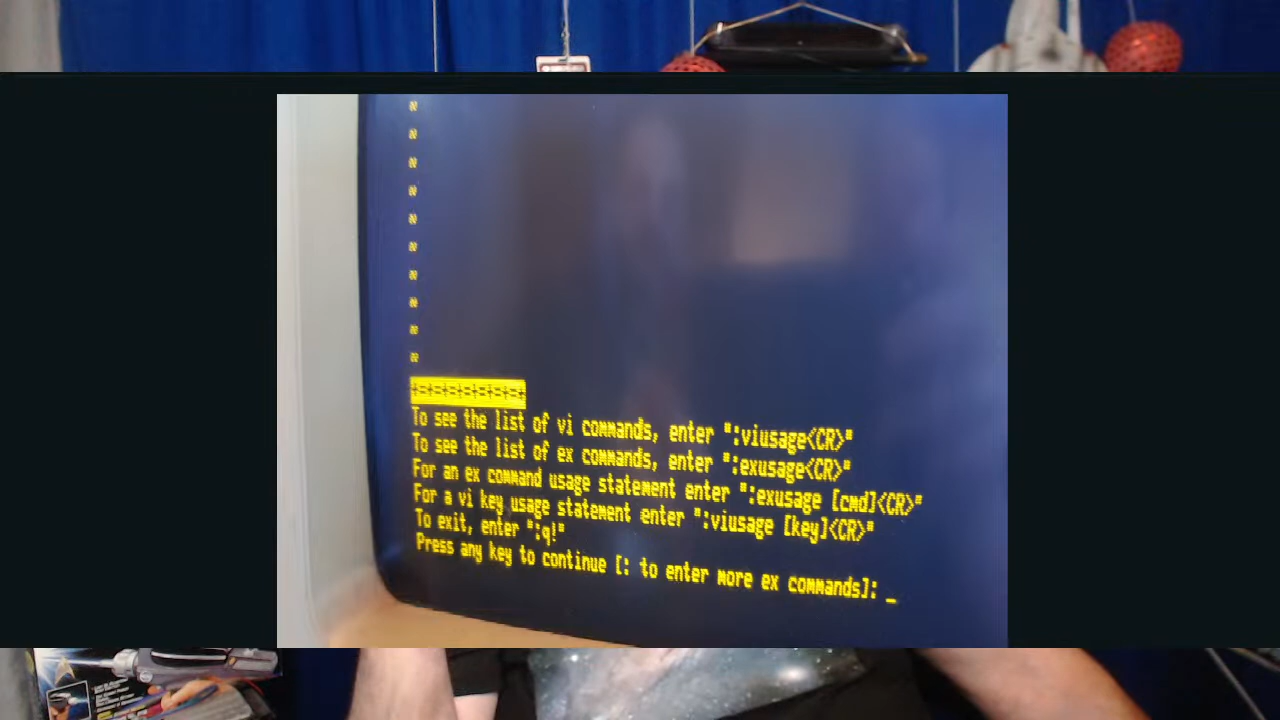 ~
~
~
~
~
~
~
~
~
~
+=+=+=+=+=+=+=+
To see the list of vi commands, enter ":viusage<CR>"
To see the list of ex commands, enter ":exusage<CR>"
For an ex command usage statement enter ":exusage [cmd]<CR>"
For a vi key usage statement enter ":viusage [key]<CR>"
To exit, enter ":q!"
Press any key to continue [: to enter more ex commands]: _